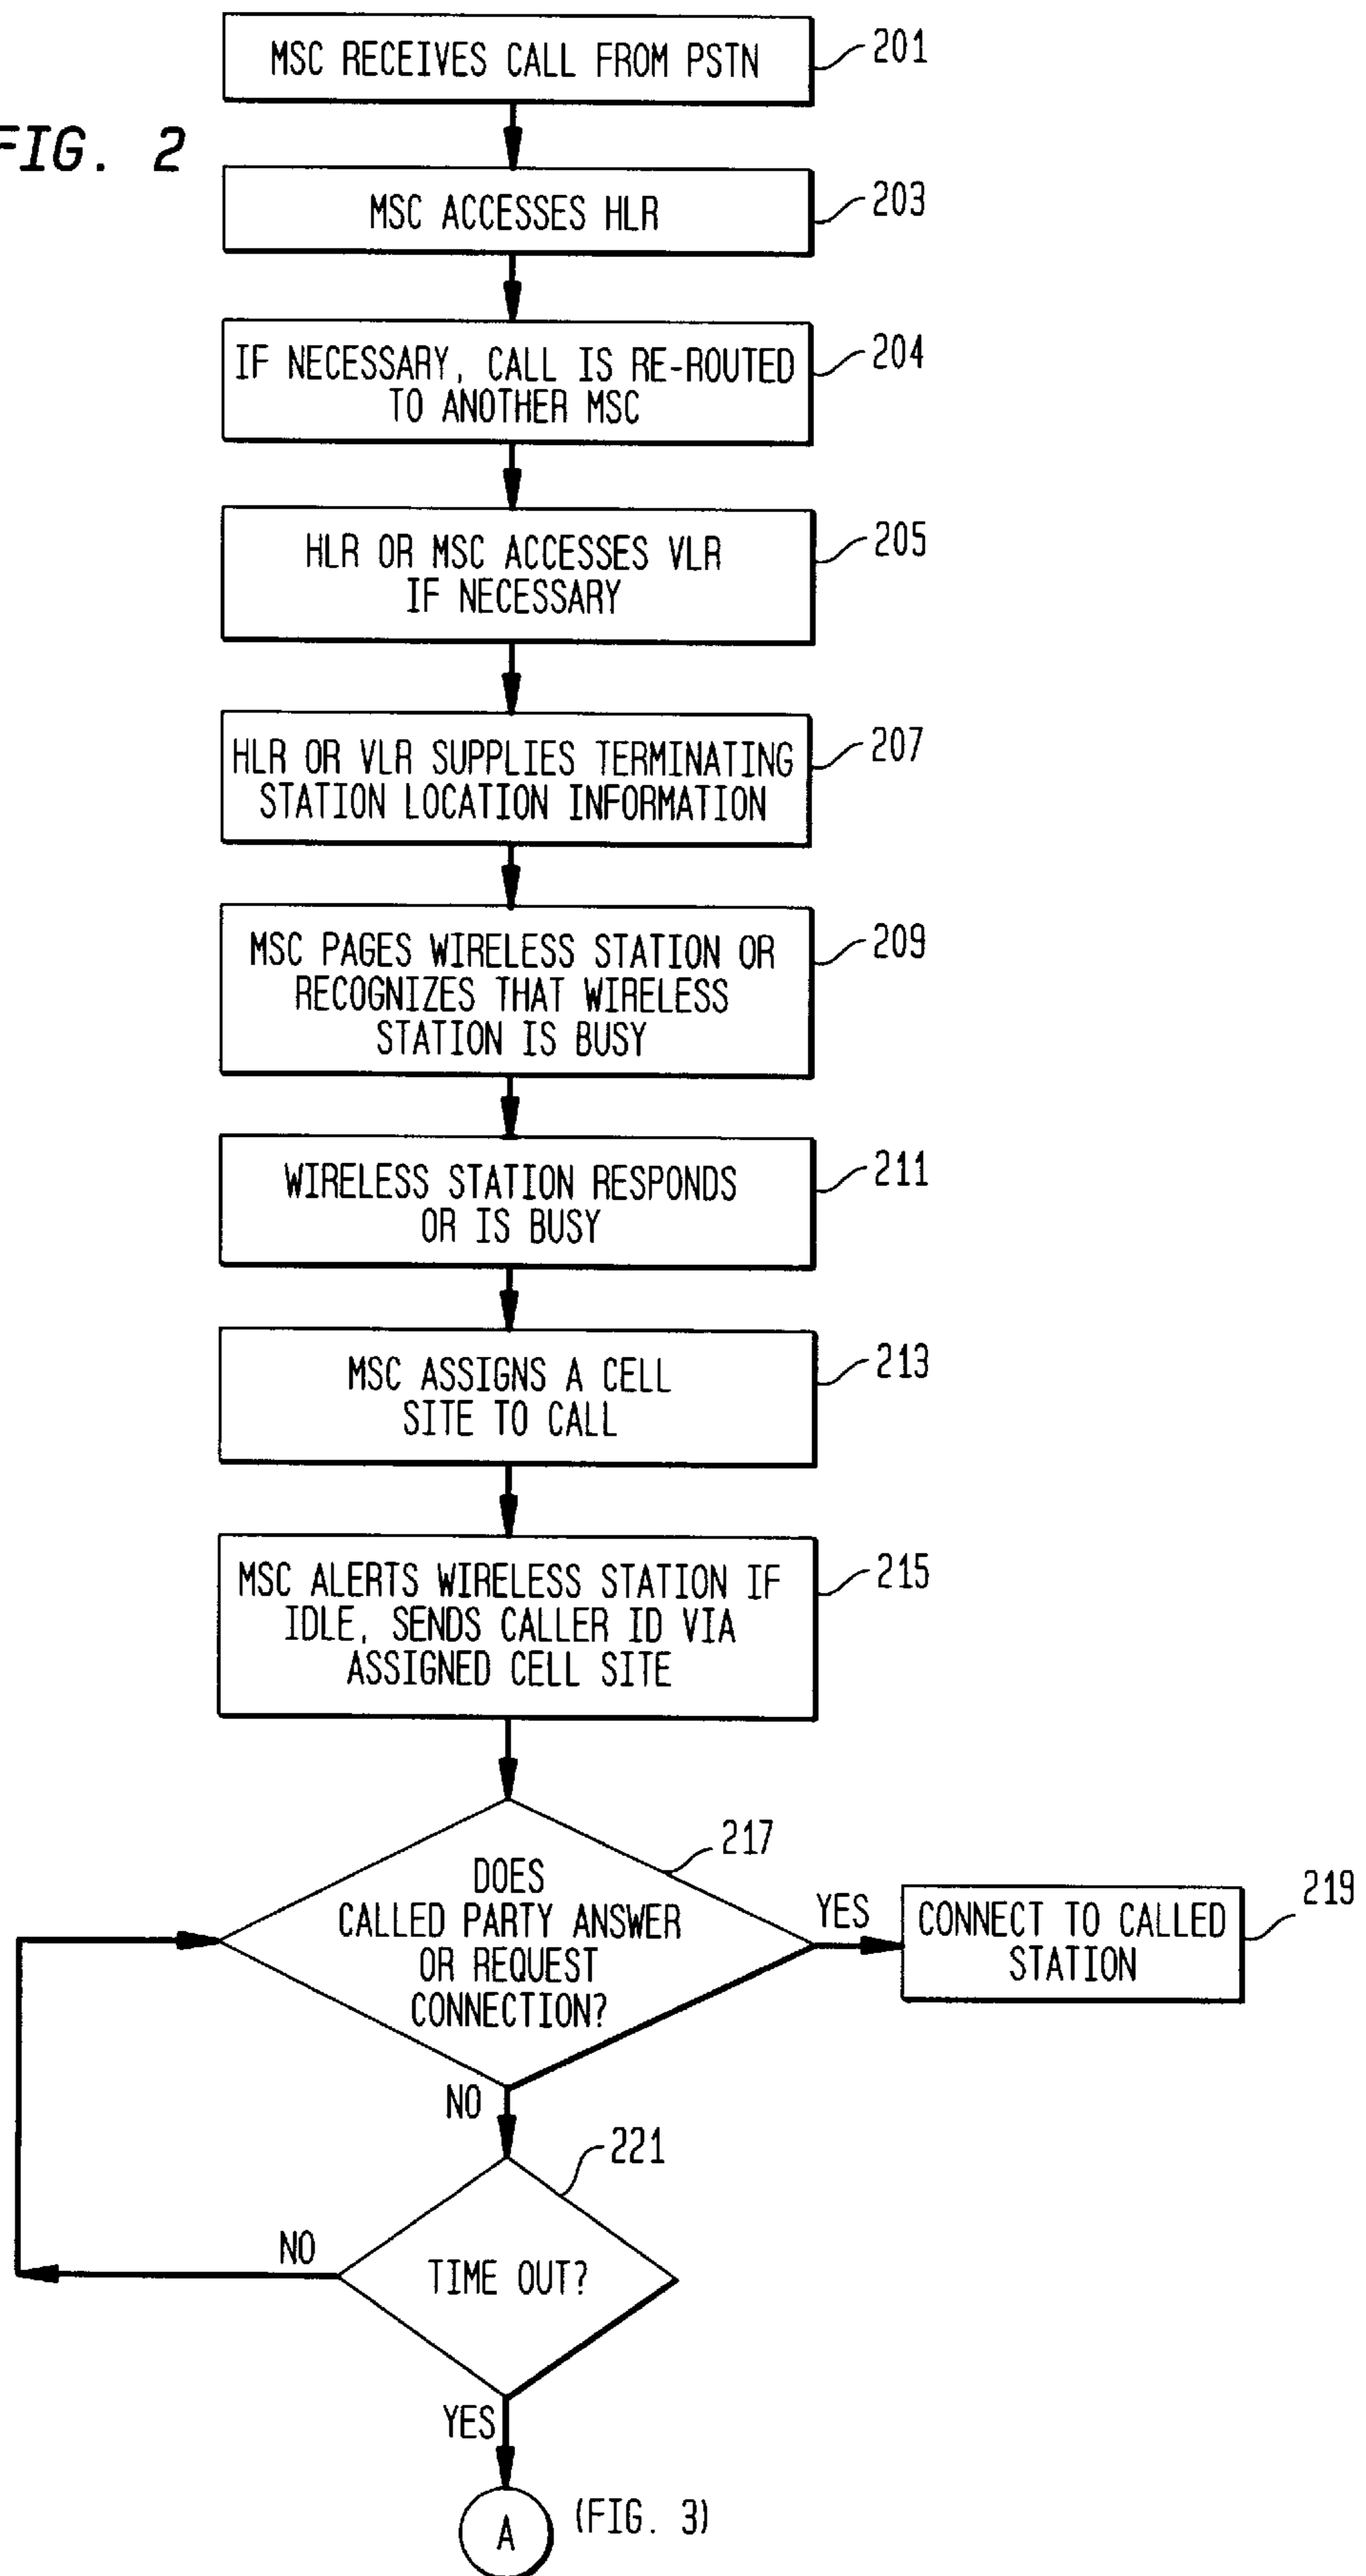 FIG. 2
MSC RECEIVES CALL FROM PSTN
201
MSC ACCESSES HLR
203
IF NECESSARY, CALL IS RE-ROUTED
TO ANOTHER MSC
204
HLR OR MSC ACCESSES VLR
IF NECESSARY
205
HLR OR VLR SUPPLIES TERMINATING
STATION LOCATION INFORMATION
207
MSC PAGES WIRELESS STATION OR
RECOGNIZES THAT WIRELESS
STATION IS BUSY
209
WIRELESS STATION RESPONDS
OR IS BUSY
211
MSC ASSIGNS A CELL
SITE TO CALL
213
MSC ALERTS WIRELESS STATION IF
IDLE, SENDS CALLER ID VIA
ASSIGNED CELL SITE
215
DOES
CALLED PARTY ANSWER
OR REQUEST
CONNECTION?
217
YES
CONNECT TO CALLED
STATION
219
NO
221
TIME OUT?
NO
YES
A
(FIG. 3)